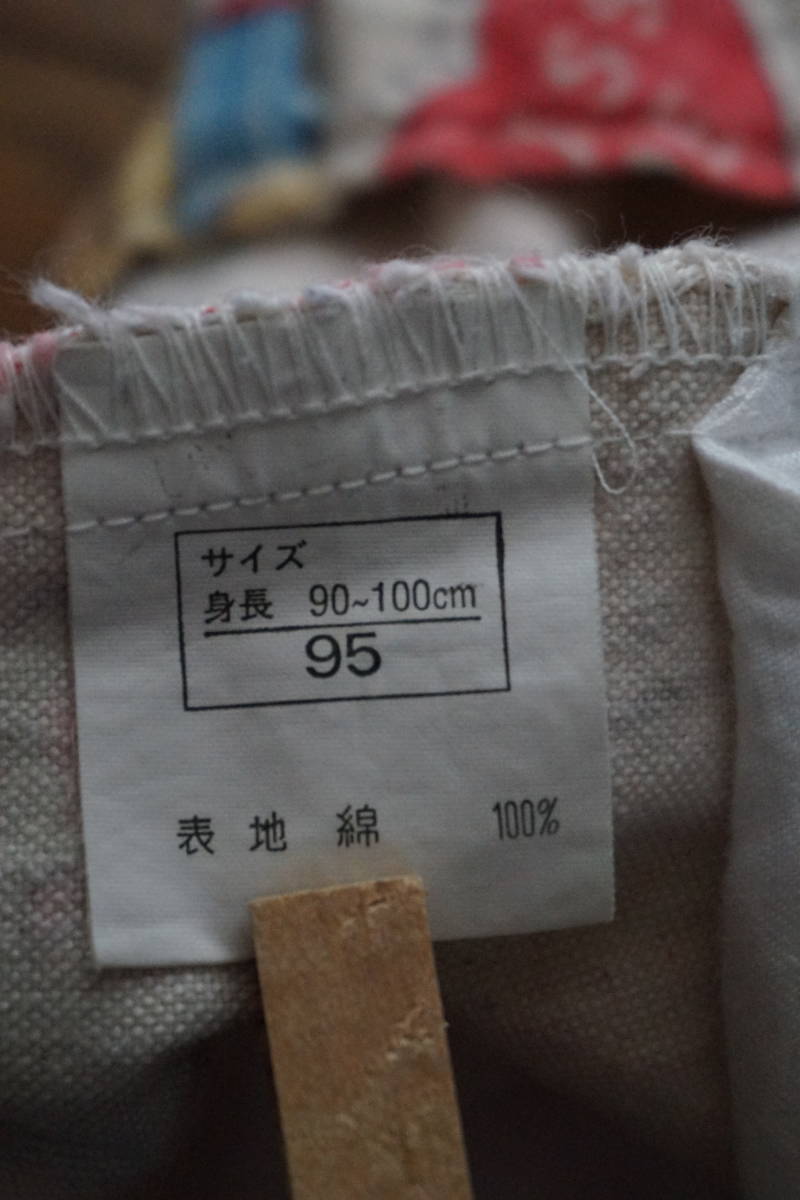 サイズ
身長 90~100cm
95
表地 綿 100%